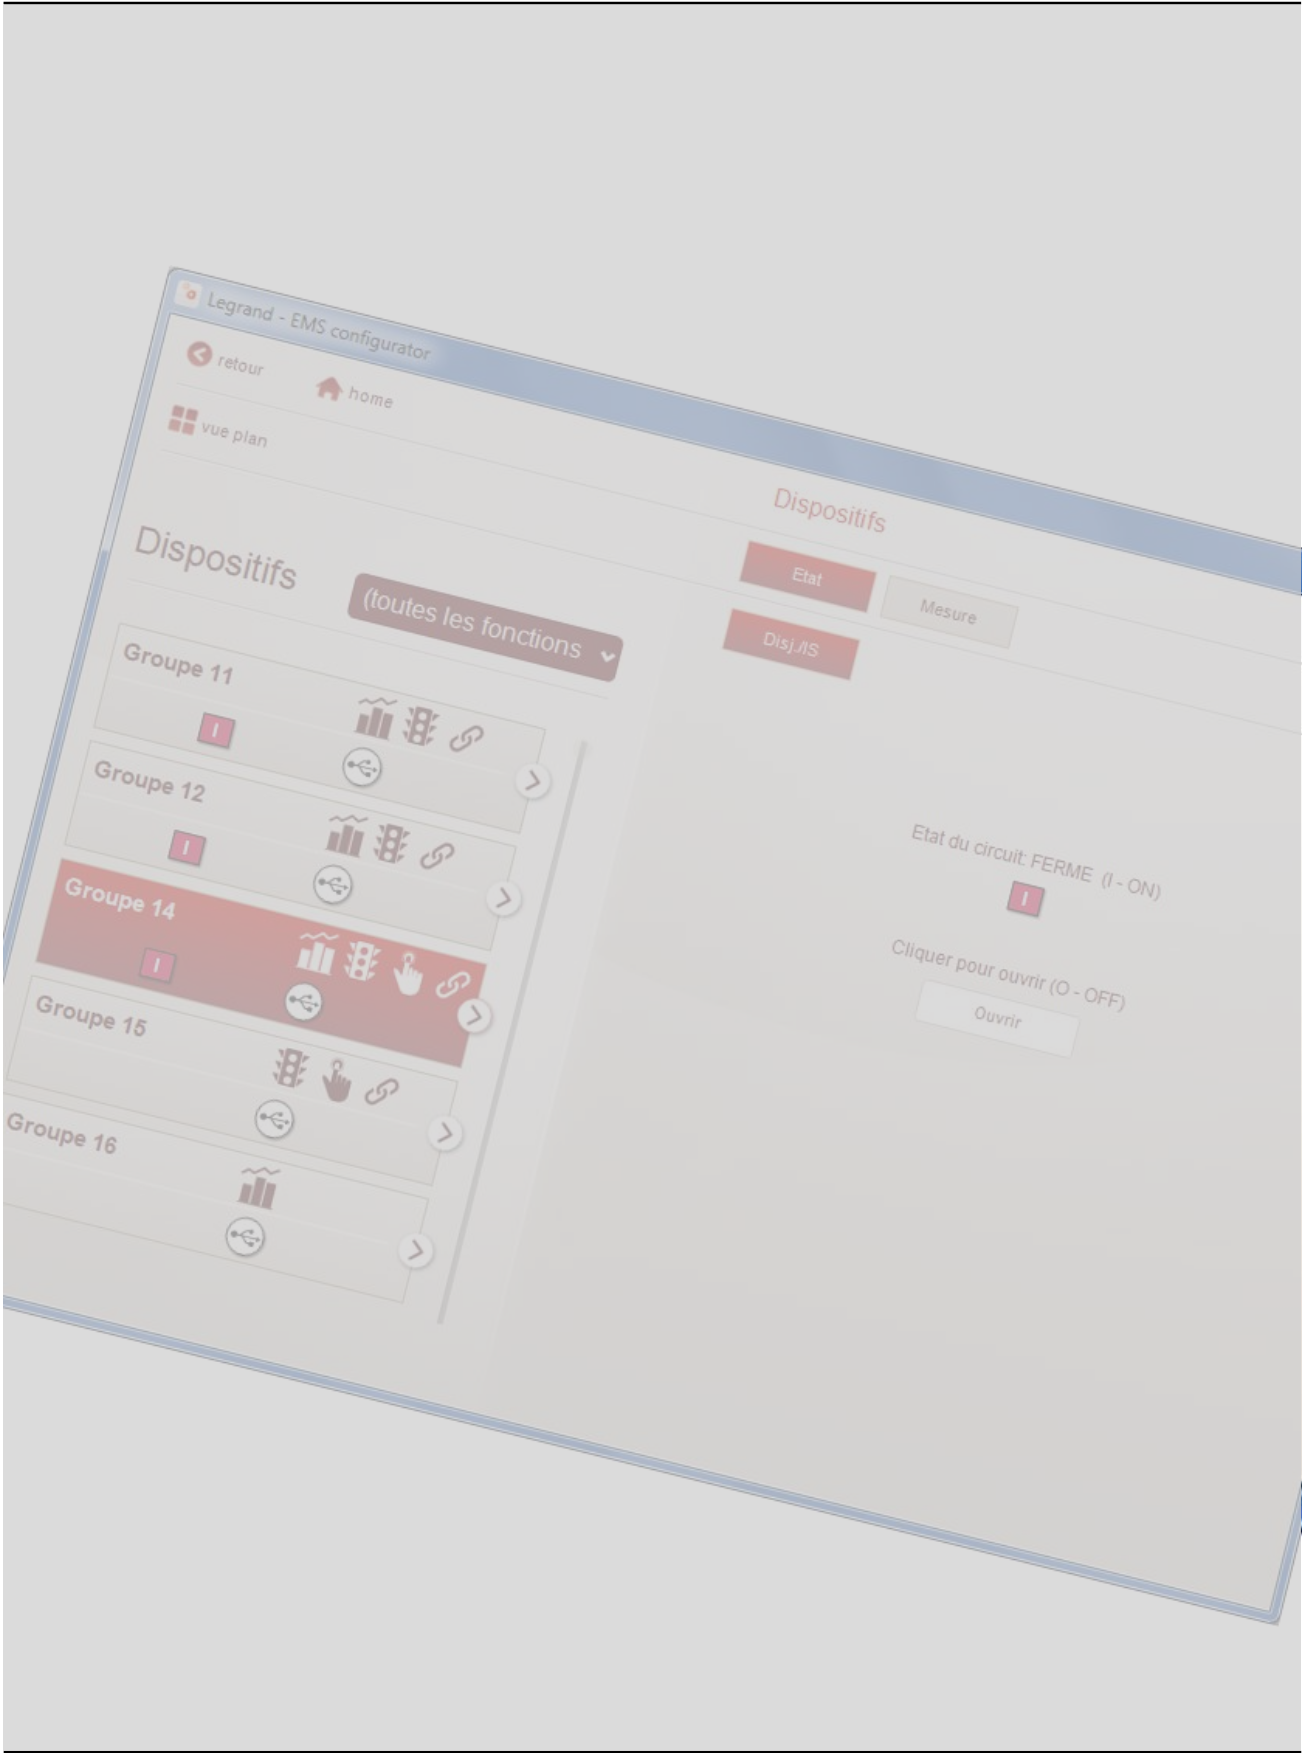 Legrand - EMS configurator
retour
home
vue plan
Dispositifs
Dispositifs
(toutes les fonctions
Etat
Mesure
Disj./IS
Groupe 11
I
Groupe 12
I
Groupe 14
I
Groupe 15
Groupe 16
Etat du circuit: FERME (I - ON)
I
Cliquer pour ouvrir (O - OFF)
Ouvrir